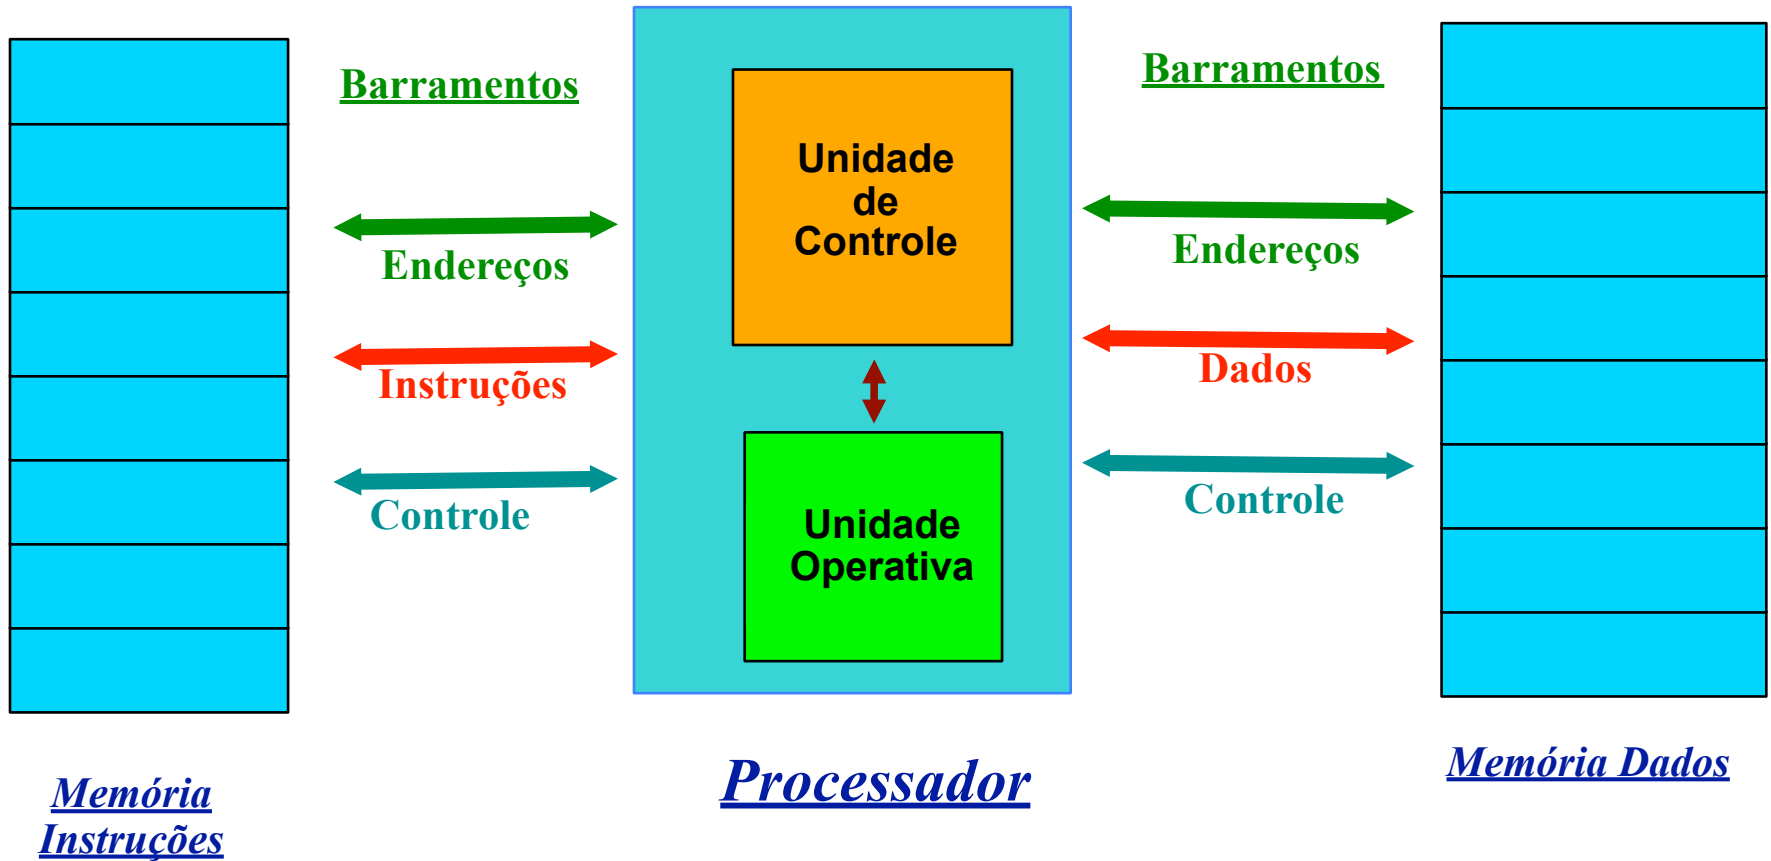 Barramentos
Endereços
Instruções
Controle
Memória
Instruções
Unidade
de
Controle
Unidade
Operativa
Processador
Barramentos
Endereços
Dados
Controle
Memória Dados